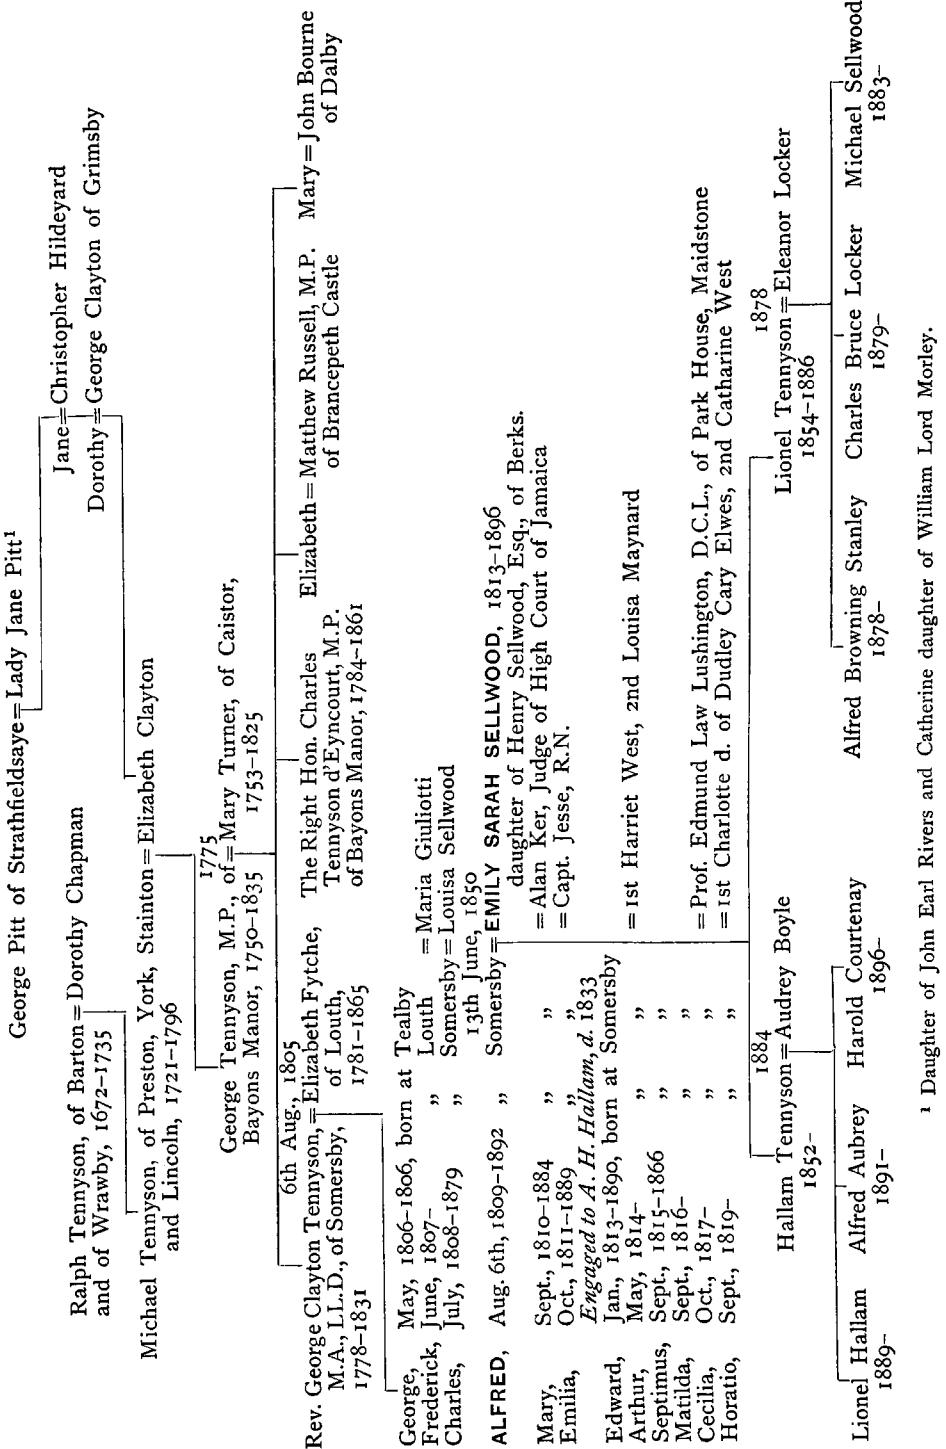 George Pitt of Strathfieldsaye=Lady Jane Pitt¹
Jane=Christopher Hildeyard
Dorothy=George Clayton of Grimsby
Ralph Tennyson, of Barton=Dorothy Chapman
and of Wrawby, 1672–1735
Michael Tennyson, of Preston, York, Stainton=Elizabeth Clayton
and Lincoln, 1721–1796
1775
George Tennyson, M.P., of=Mary Turner, of Caistor,
Bayons Manor, 1750–1835 1753–1825
6th Aug., 1805
Rev. George Clayton Tennyson,=Elizabeth Fytche,
M.A., LL.D., of Somersby, of Louth,
1778–1831 1781–1865
The Right Hon. Charles
Tennyson d'Eyncourt, M.P.
of Bayons Manor, 1784–1861
Elizabeth=Matthew Russell, M.P.
of Brancepeth Castle
Mary=John Bourne
of Dalby
George, May, 1806–1806, born at Tealby
Frederick, June, 1807– „ Louth =Maria Giuliotti
Charles, July, 1808–1879 „ Somersby=Louisa Sellwood
13th June, 1850
ALFRED, Aug. 6th, 1809–1892 „ Somersby=EMILY SARAH SELLWOOD, 1813–1896
daughter of Henry Sellwood, Esq., of Berks.
Mary, Sept., 1810–1884 „ „ =Alan Ker, Judge of High Court of Jamaica
Emilia, Oct., 1811–1889 „ „ =Capt. Jesse, R.N.
Engaged to A. H. Hallam, d. 1833
Edward, Jan., 1813–1890, born at Somersby
Arthur, May, 1814– „ „ =1st Harriet West, 2nd Louisa Maynard
Septimus, Sept., 1815–1866 „ „
Matilda, Sept., 1816– „ „
Cecilia, Oct., 1817– „ „ =Prof. Edmund Law Lushington, D.C.L., of Park House, Maidstone
Horatio, Sept., 1819– „ „ =1st Charlotte d. of Dudley Cary Elwes, 2nd Catharine West
1884
Hallam Tennyson=Audrey Boyle
1852–
1878
Lionel Tennyson=Eleanor Locker
1854–1886
Lionel Hallam Alfred Aubrey Harold Courtenay
1889– 1891– 1896–
Alfred Browning Stanley Charles Bruce Locker Michael Sellwood
1878– 1879– 1883–
¹ Daughter of John Earl Rivers and Catherine daughter of William Lord Morley.